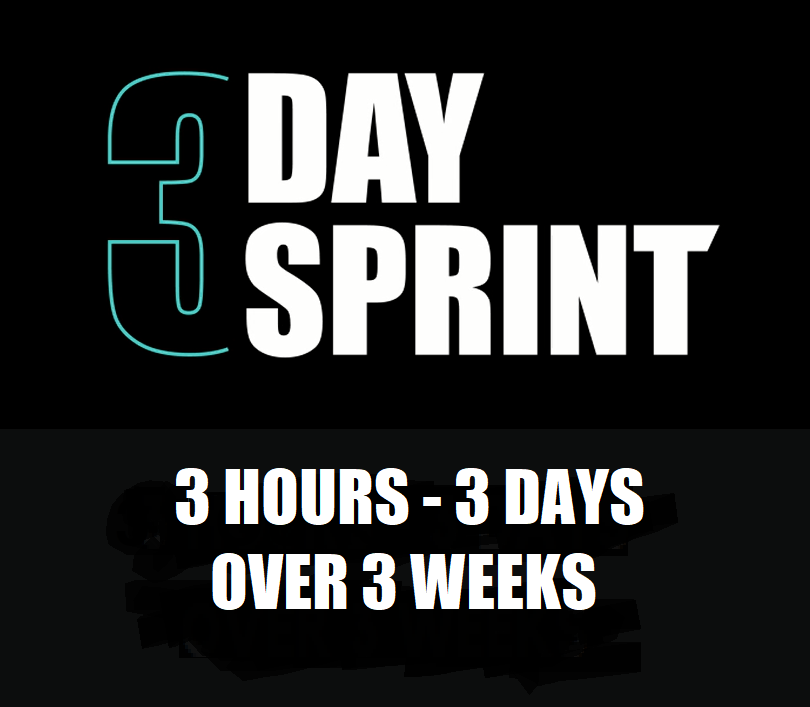 3 DAY
SPRINT
3 HOURS - 3 DAYS
OVER 3 WEEKS